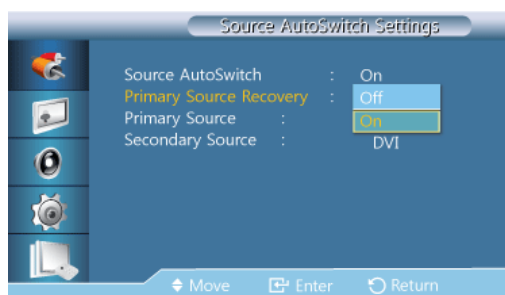 Source AutoSwitch Settings
Source AutoSwitch : On
Primary Source Recovery : Off
Primary Source : On
Secondary Source : DVI
Move Enter Return